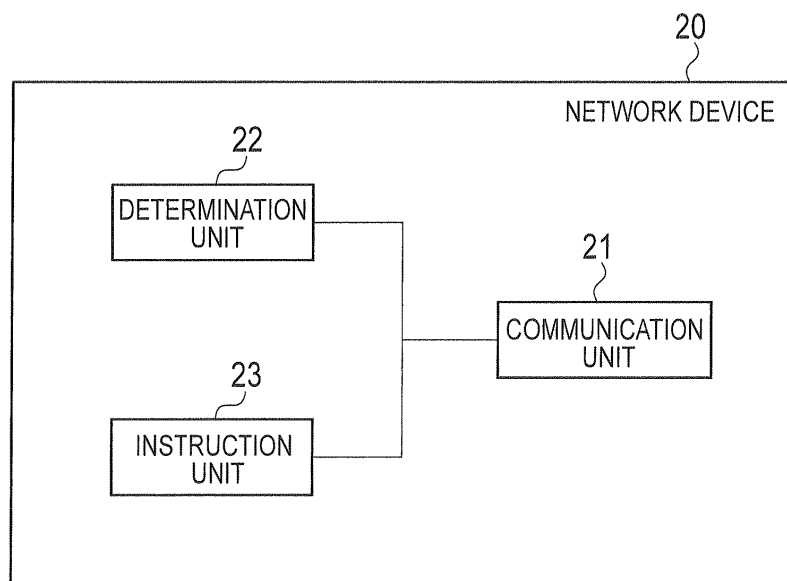 20
NETWORK DEVICE
22
DETERMINATION
UNIT
21
COMMUNICATION
UNIT
23
INSTRUCTION
UNIT